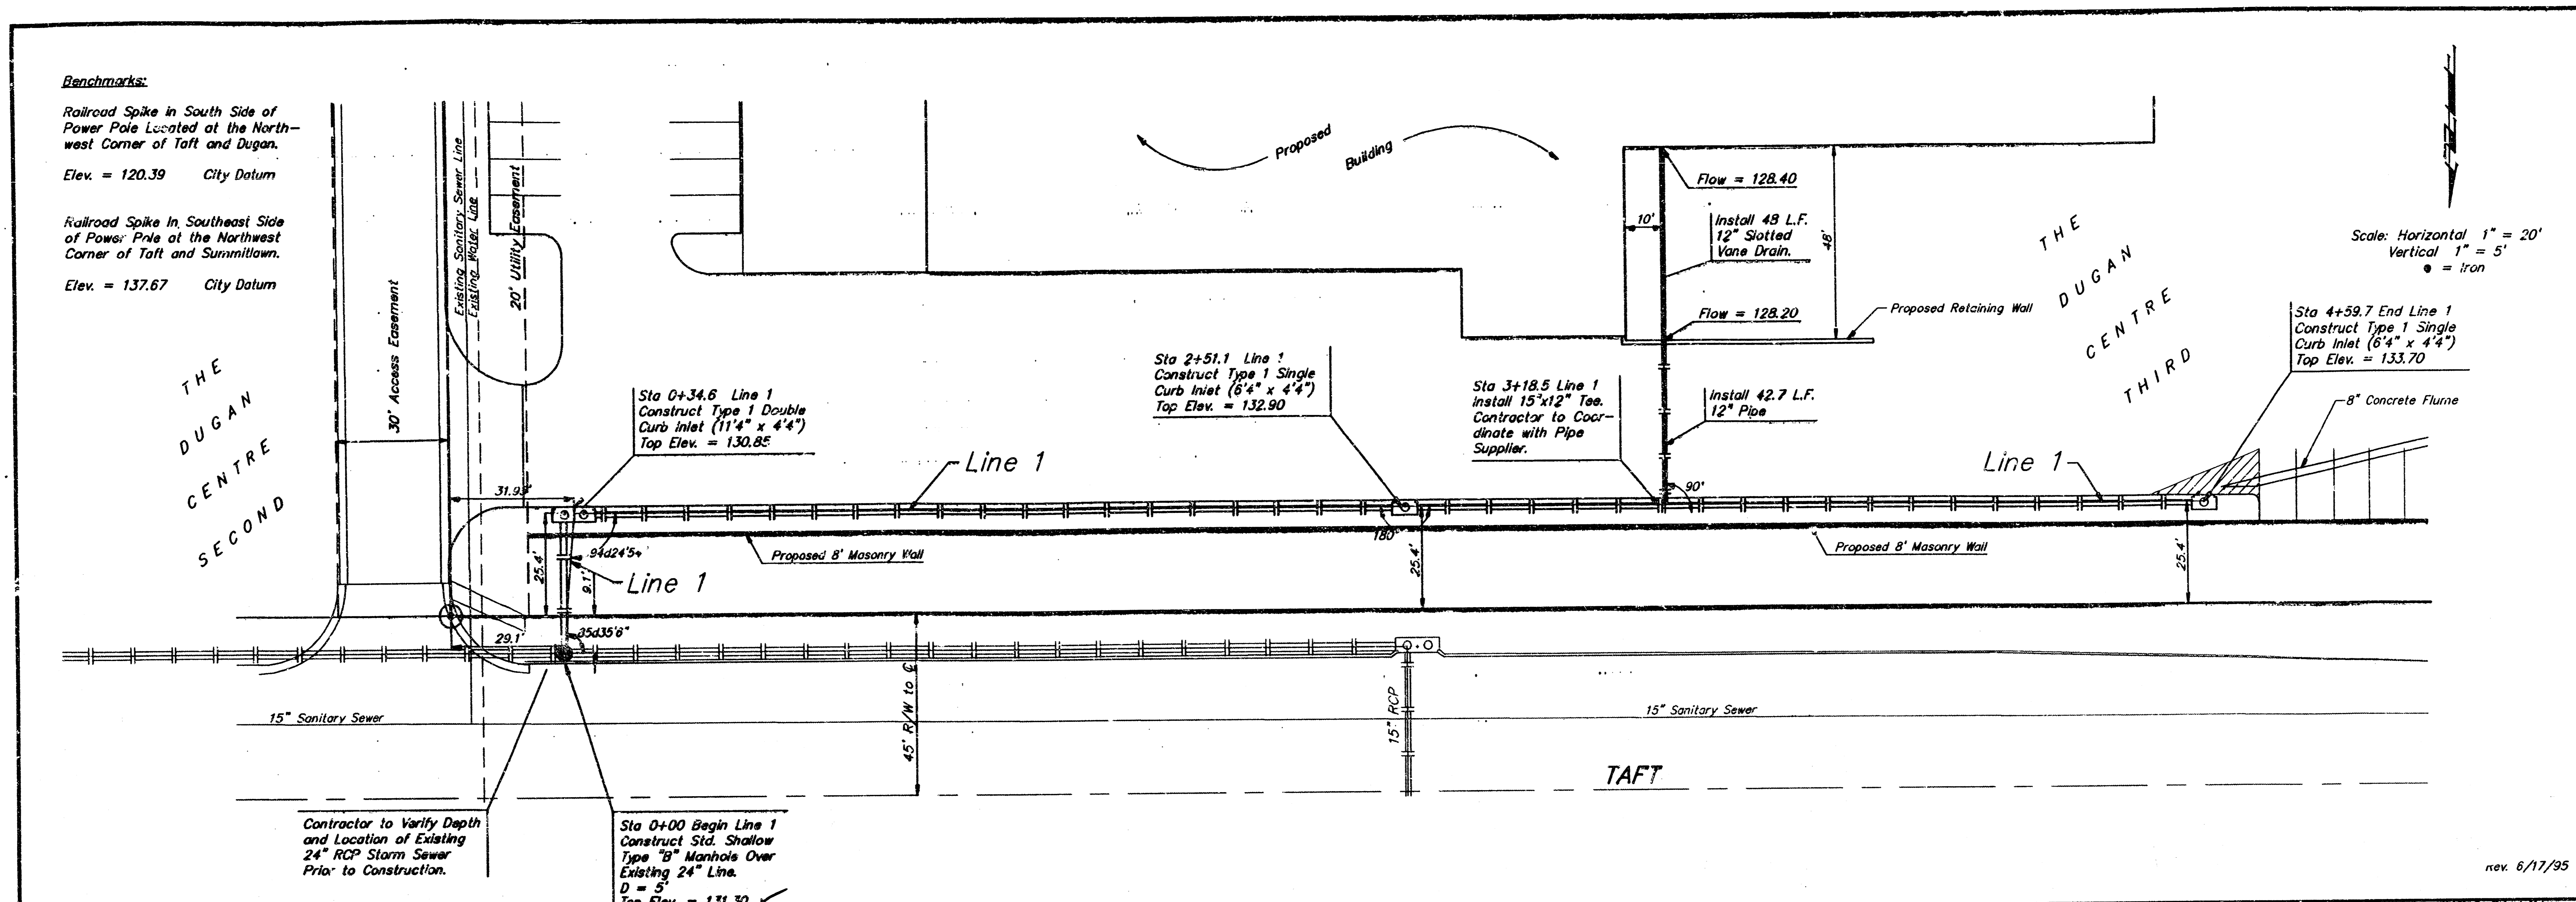 Benchmarks:
Railroad Spike in South Side of
Power Pole Located at the North-
west Corner of Taft and Dugan.
Elev. = 120.39 City Datum
Railroad Spike In Southeast Side
of Power Pole at the Northwest
Corner of Taft and Summitlawn.
Elev. = 137.67 City Datum
THE
DUGAN
CENTRE
SECOND
30' Access Easement
Existing Sanitary Sewer Line
Existing Water Line
20' Utility Easement
Proposed
Building
Flow = 128.40
10'
Install 48 L.F.
12" Slotted
Vane Drain.
48'
Flow = 128.20
Proposed Retaining Wall
THE
DUGAN
CENTRE
THIRD
Scale: Horizontal 1" = 20'
Vertical 1" = 5'
= Iron
Sta 4+59.7 End Line 1
Construct Type 1 Single
Curb Inlet (6'4" x 4'4")
Top Elev. = 133.70
8" Concrete Flume
Sta 0+34.6 Line 1
Construct Type 1 Double
Curb Inlet (11'4" x 4'4")
Top Elev. = 130.85
Sta 2+51.1 Line 1
Construct Type 1 Single
Curb Inlet (6'4" x 4'4")
Top Elev. = 132.90
Sta 3+18.5 Line 1
Install 15"x12" Tee.
Contractor to Coor-
dinate with Pipe
Supplier.
Install 42.7 L.F.
12" Pipe
Line 1
Line 1
31.93'
90°
94d24'54
180°
Proposed 8' Masonry Wall
Proposed 8' Masonry Wall
25.4'
9.1'
Line 1
25.4'
25.4'
29.1'
85d35'6"
45' R/W to ℄
15" RCP
15" Sanitary Sewer
15" Sanitary Sewer
TAFT
Contractor to Verify Depth
and Location of Existing
24" RCP Storm Sewer
Prior to Construction.
Sta 0+00 Begin Line 1
Construct Std. Shallow
Type "B" Manhole Over
Existing 24" Line.
D = 5'
Top Elev. = 131.30
rev. 6/17/95